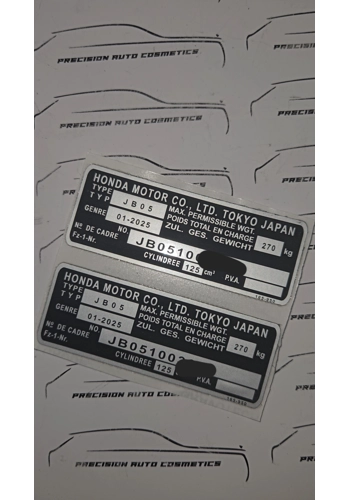 PRECISION AUTO COSMETICS
PRECISION AUTO COSMETICS
PRECISION AUTO COSMETICS
HONDA MOTOR CO., LTD. TOKYO JAPAN
TYPE
TYP JB05 MAX. PERMISSIBLE WGT.
POIDS TOTAL EN CHARGE 270 kg
GENRE 01-2025 ZUL. GES. GEWICHT
Nº. DE CADRE NO.
Fz-1-Nr. JB0510
CYLINDREE 125 cm³ P.V.A.
HONDA MOTOR CO., LTD. TOKYO JAPAN
TYPE
TYP JB05 MAX. PERMISSIBLE WGT.
POIDS TOTAL EN CHARGE 270 kg
GENRE 01-2025 ZUL. GES. GEWICHT
Nº DE CADRE NO
Fz-1-Nr. JB05100
CYLINDREE 125 P.V.A.
PRECISION AUTO COSMETICS
PRECISION AUTO COSMETICS